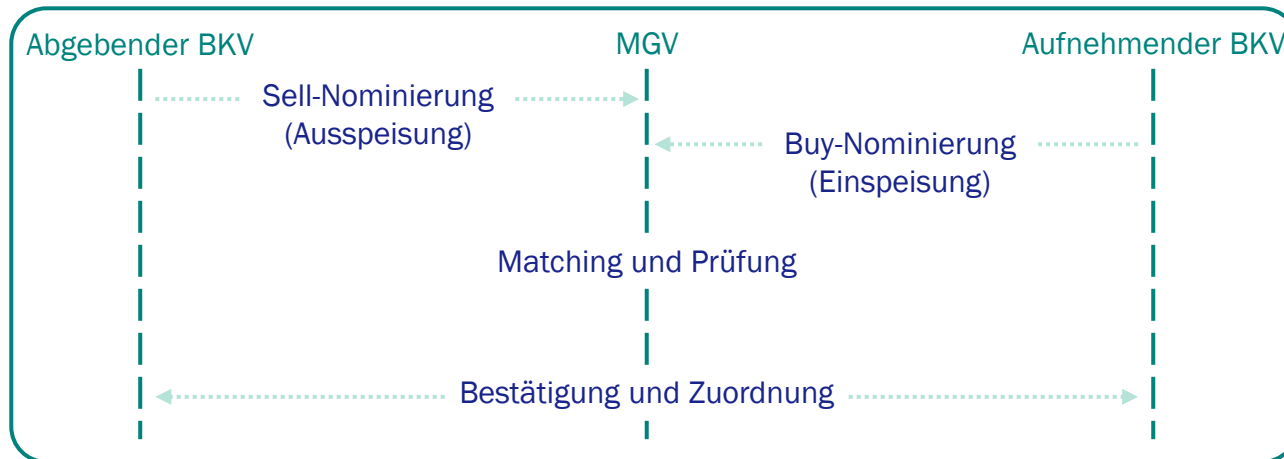 Abgebender BKV
MGV
Aufnehmender BKV
Sell-Nominierung
(Ausspeisung)
Buy-Nominierung
(Einspeisung)
Matching und Prüfung
Bestätigung und Zuordnung